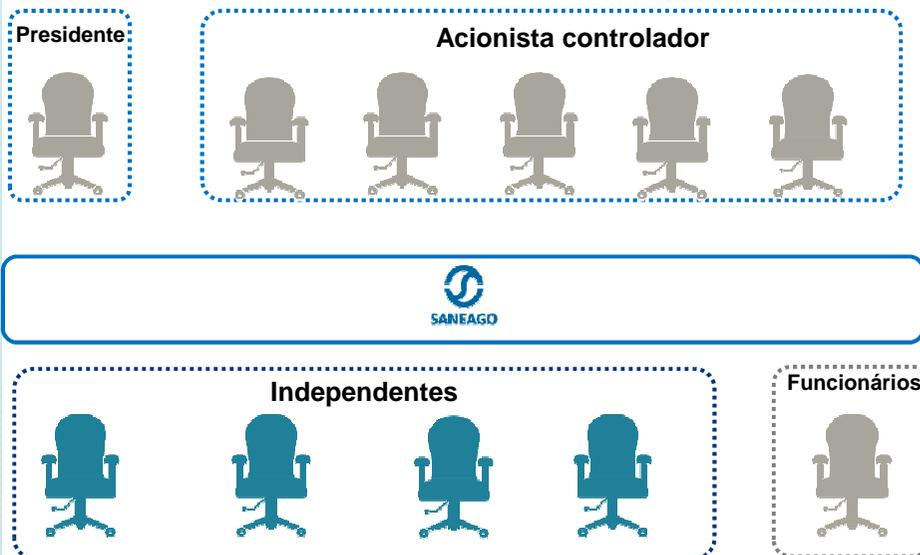 Presidente
Acionista controlador
SANEAGO
Independentes
Funcionários